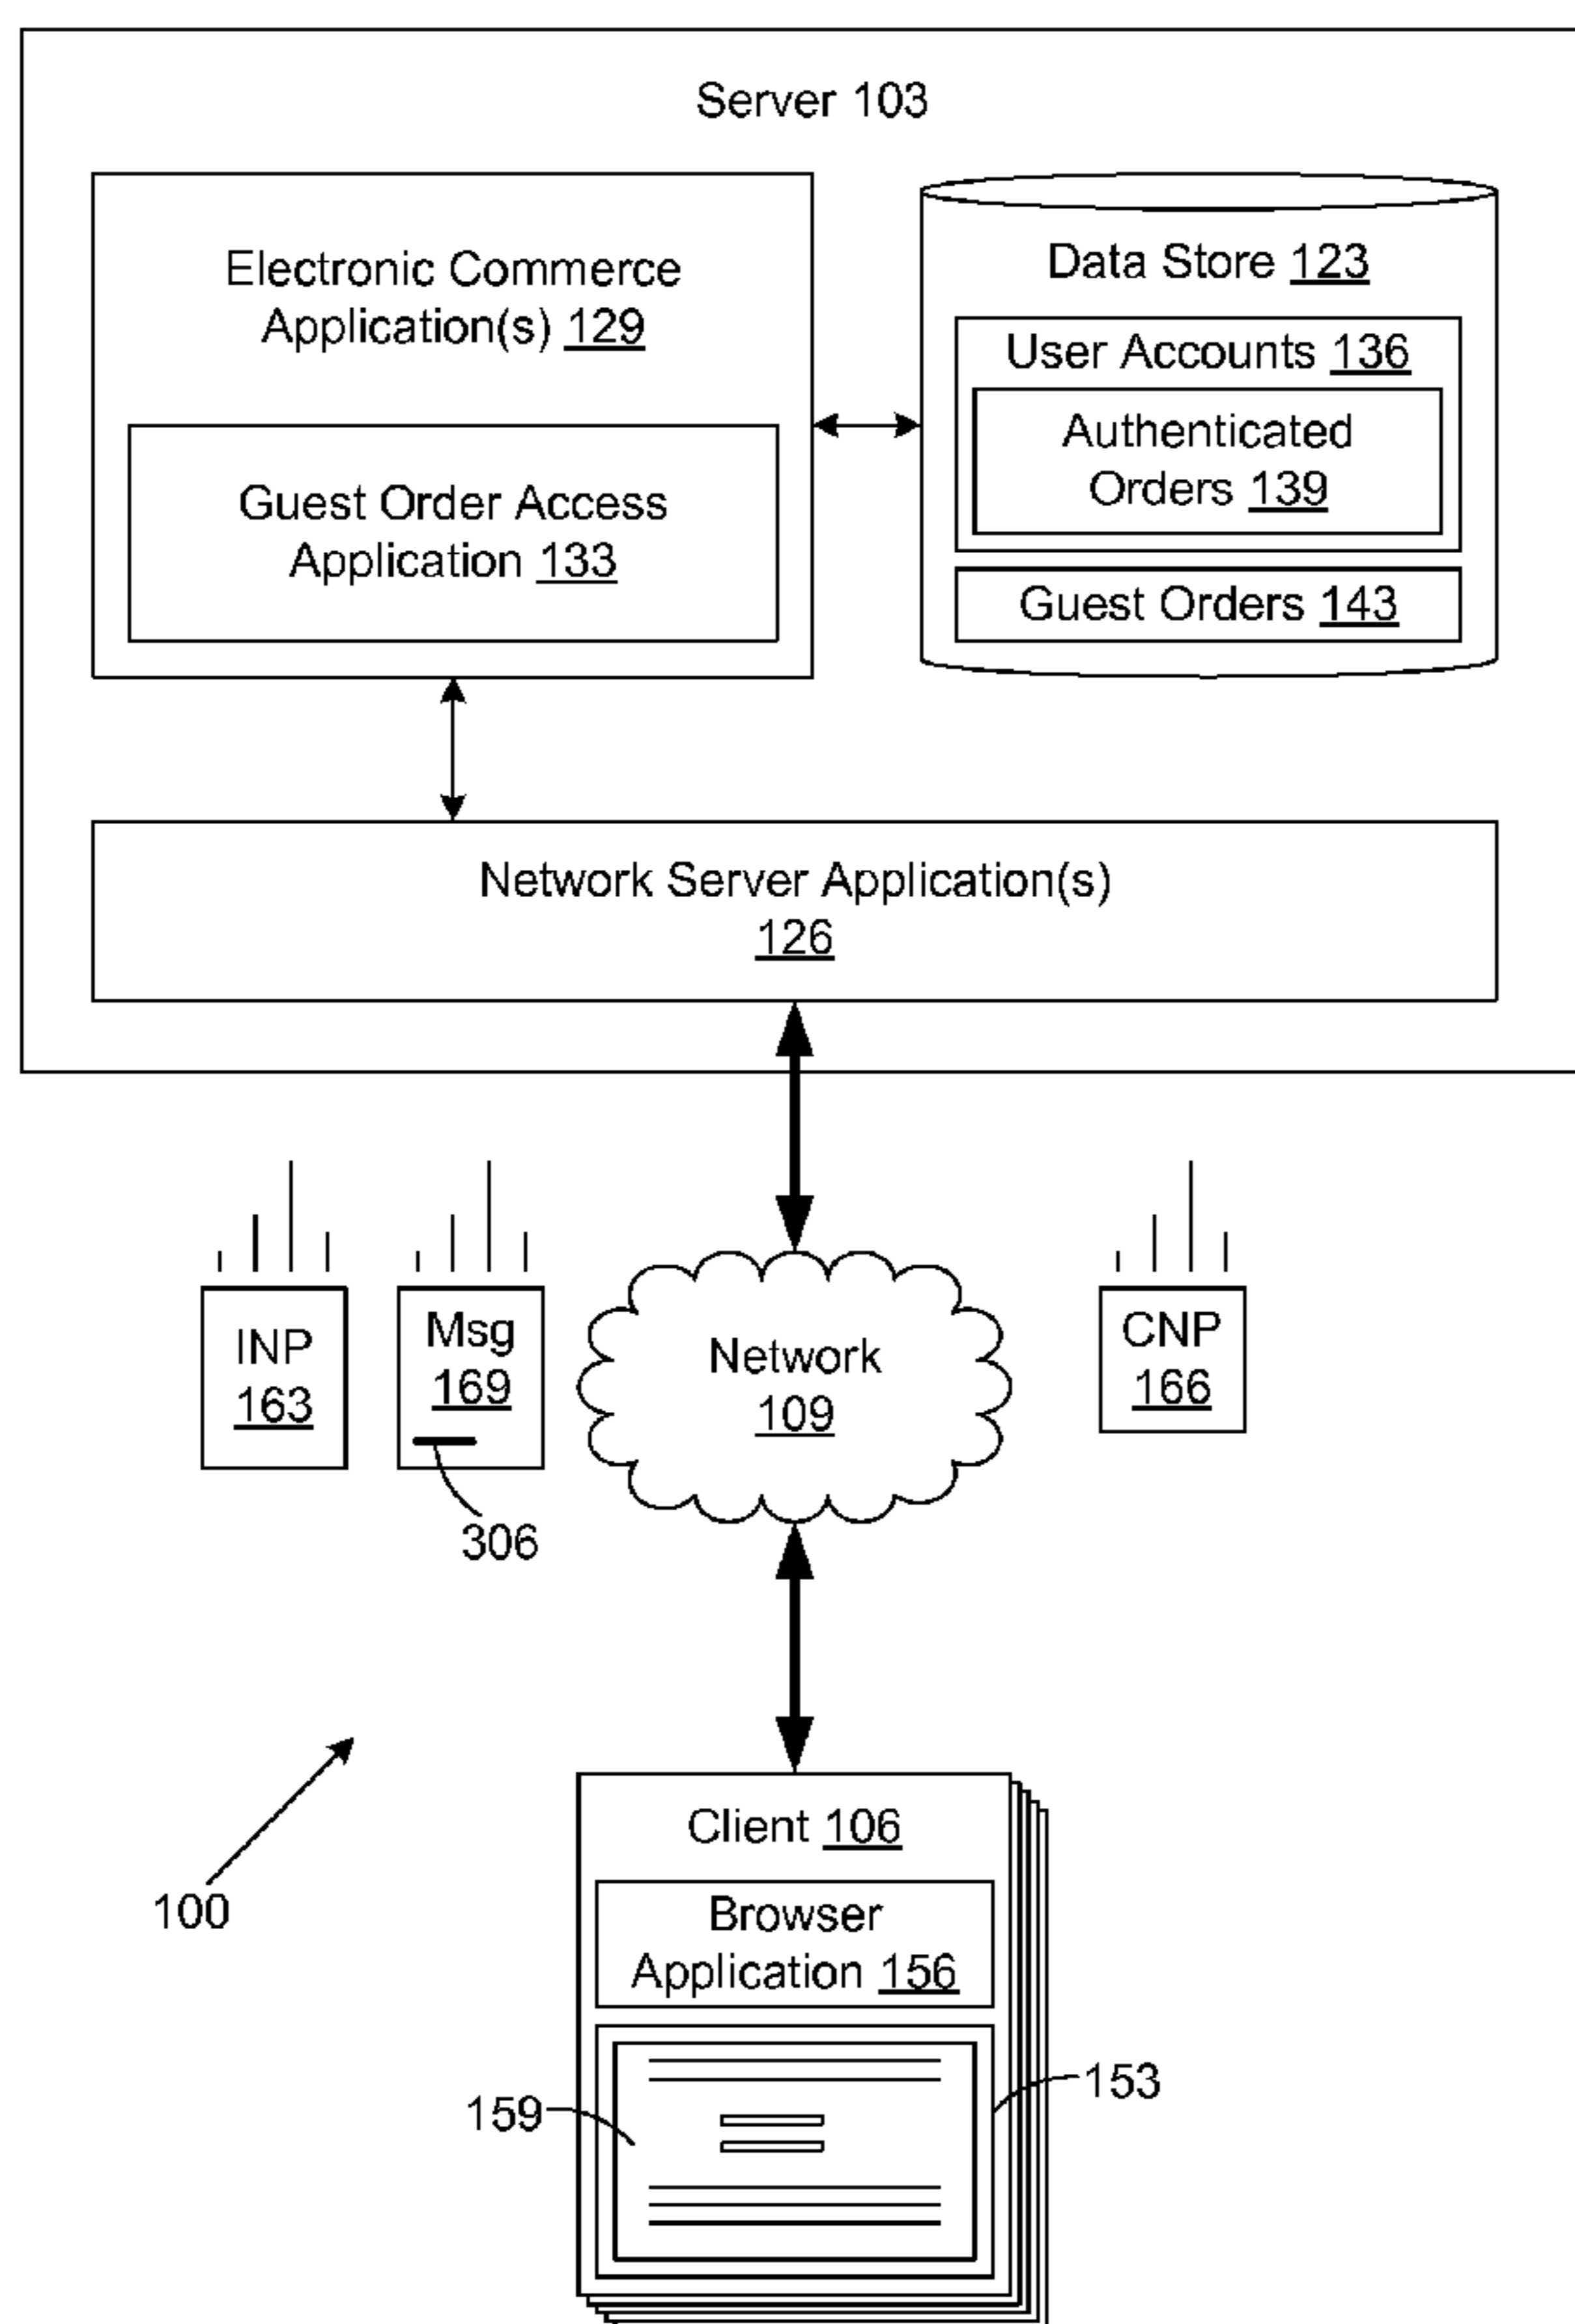 Server 103
Electronic Commerce
Application(s) 129
Guest Order Access
Application 133
Data Store 123
User Accounts 136
Authenticated
Orders 139
Guest Orders 143
Network Server Application(s)
126
INP
163
Msg
169
306
Network
109
CNP
166
100
Client 106
Browser
Application 156
159
153